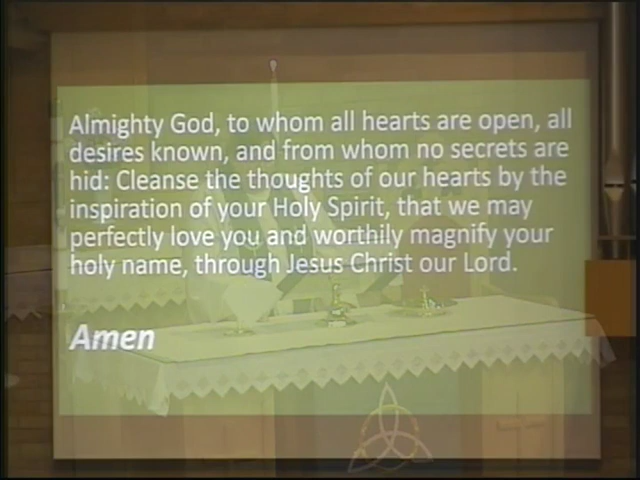 Almighty God, to whom all hearts are open, all
desires known, and from whom no secrets are
hid: Cleanse the thoughts of our hearts by the
inspiration of your Holy Spirit, that we may
perfectly love you and worthily magnify your
holy name, through Jesus Christ our Lord.
Amen